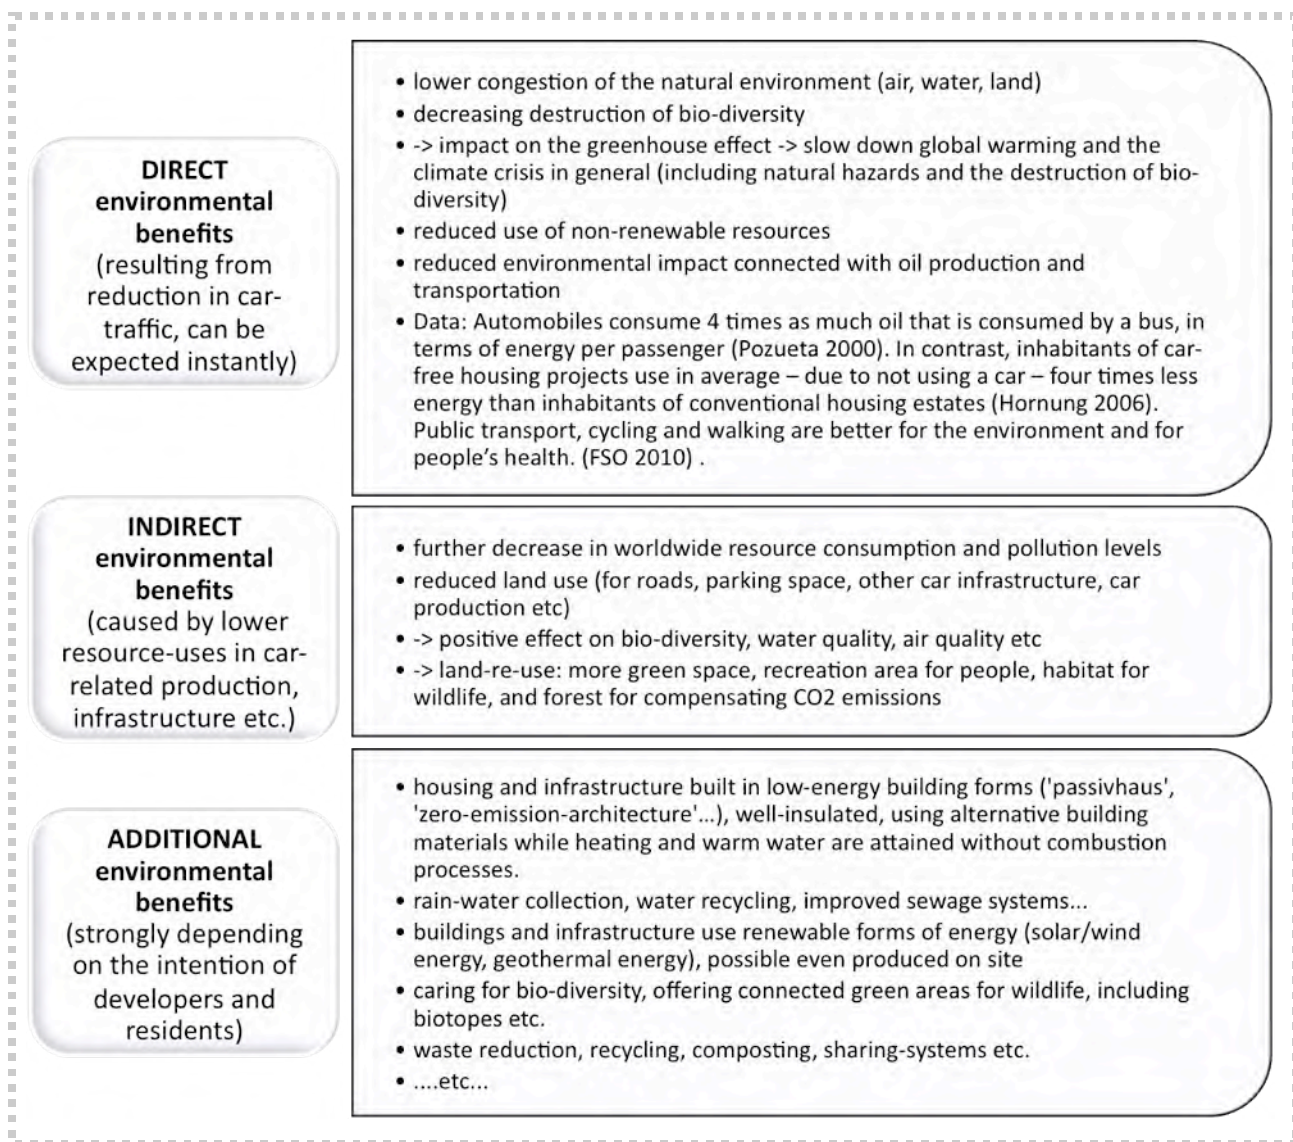 DIRECT
environmental
benefits
(resulting from
reduction in car-
traffic, can be
expected instantly)
• lower congestion of the natural environment (air, water, land)
• decreasing destruction of bio-diversity
• -> impact on the greenhouse effect -> slow down global warming and the
climate crisis in general (including natural hazards and the destruction of bio-
diversity)
• reduced use of non-renewable resources
• reduced environmental impact connected with oil production and
transportation
• Data: Automobiles consume 4 times as much oil that is consumed by a bus, in
terms of energy per passenger (Pozueta 2000). In contrast, inhabitants of car-
free housing projects use in average – due to not using a car – four times less
energy than inhabitants of conventional housing estates (Hornung 2006).
Public transport, cycling and walking are better for the environment and for
people's health. (FSO 2010) .
INDIRECT
environmental
benefits
(caused by lower
resource-uses in car-
related production,
infrastructure etc.)
• further decrease in worldwide resource consumption and pollution levels
• reduced land use (for roads, parking space, other car infrastructure, car
production etc)
• -> positive effect on bio-diversity, water quality, air quality etc
• -> land-re-use: more green space, recreation area for people, habitat for
wildlife, and forest for compensating CO2 emissions
ADDITIONAL
environmental
benefits
(strongly depending
on the intention of
developers and
residents)
• housing and infrastructure built in low-energy building forms ('passivhaus',
'zero-emission-architecture'...), well-insulated, using alternative building
materials while heating and warm water are attained without combustion
processes.
• rain-water collection, water recycling, improved sewage systems...
• buildings and infrastructure use renewable forms of energy (solar/wind
energy, geothermal energy), possible even produced on site
• caring for bio-diversity, offering connected green areas for wildlife, including
biotopes etc.
• waste reduction, recycling, composting, sharing-systems etc.
• ....etc...